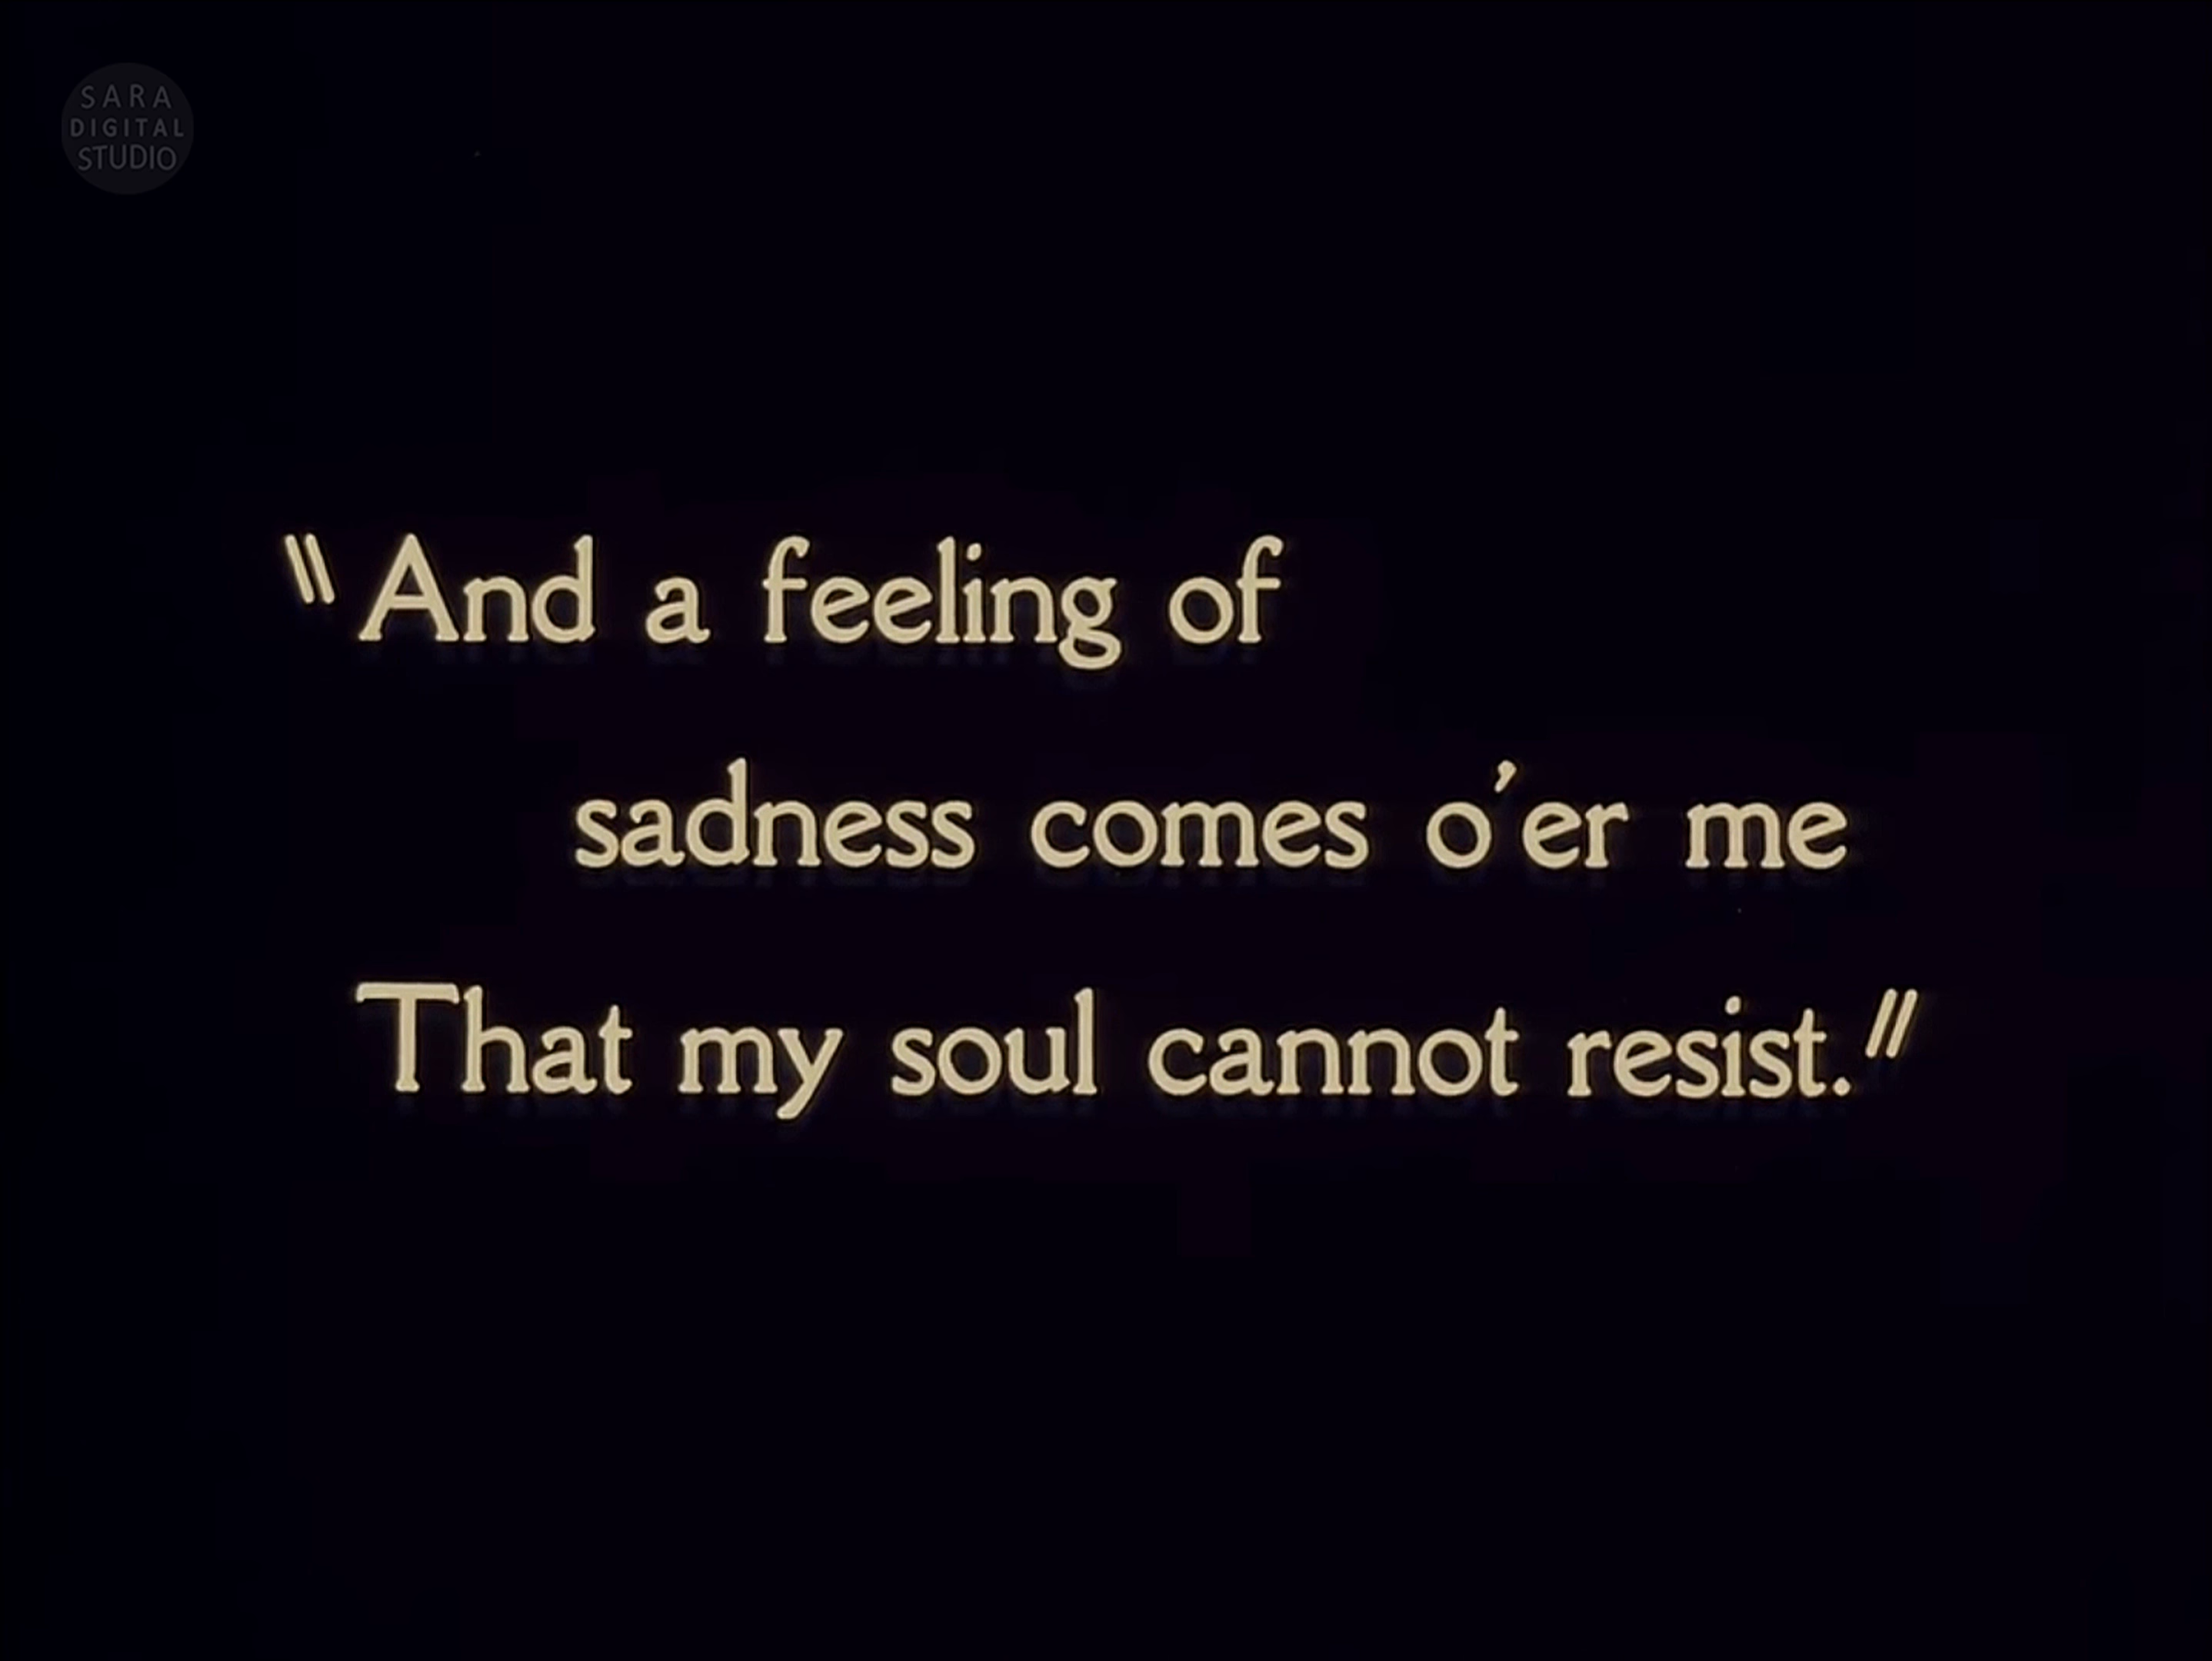 SARA
DIGITAL
STUDIO
"And a feeling of
sadness comes o'er me
That my soul cannot resist."